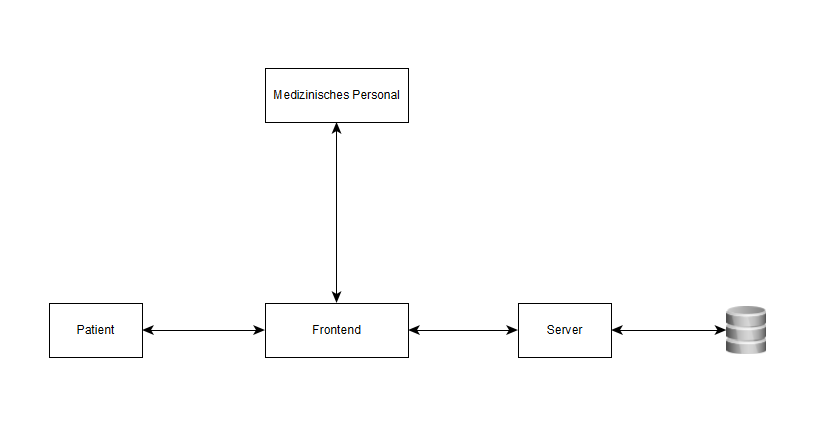 Medizinisches Personal
Patient
Frontend
Server